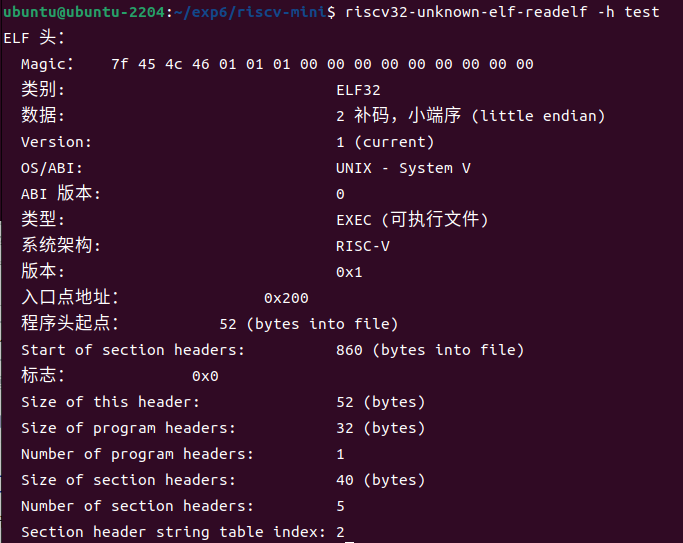 ubuntu@ubuntu-2204:~/exp6/riscv-mini$ riscv32-unknown-elf-readelf -h test
ELF 头：
Magic： 7f 45 4c 46 01 01 01 00 00 00 00 00 00 00 00 00
类别: ELF32
数据: 2 补码，小端序 (little endian)
Version: 1 (current)
OS/ABI: UNIX - System V
ABI 版本: 0
类型: EXEC (可执行文件)
系统架构: RISC-V
版本: 0x1
入口点地址： 0x200
程序头起点： 52 (bytes into file)
Start of section headers: 860 (bytes into file)
标志： 0x0
Size of this header: 52 (bytes)
Size of program headers: 32 (bytes)
Number of program headers: 1
Size of section headers: 40 (bytes)
Number of section headers: 5
Section header string table index: 2